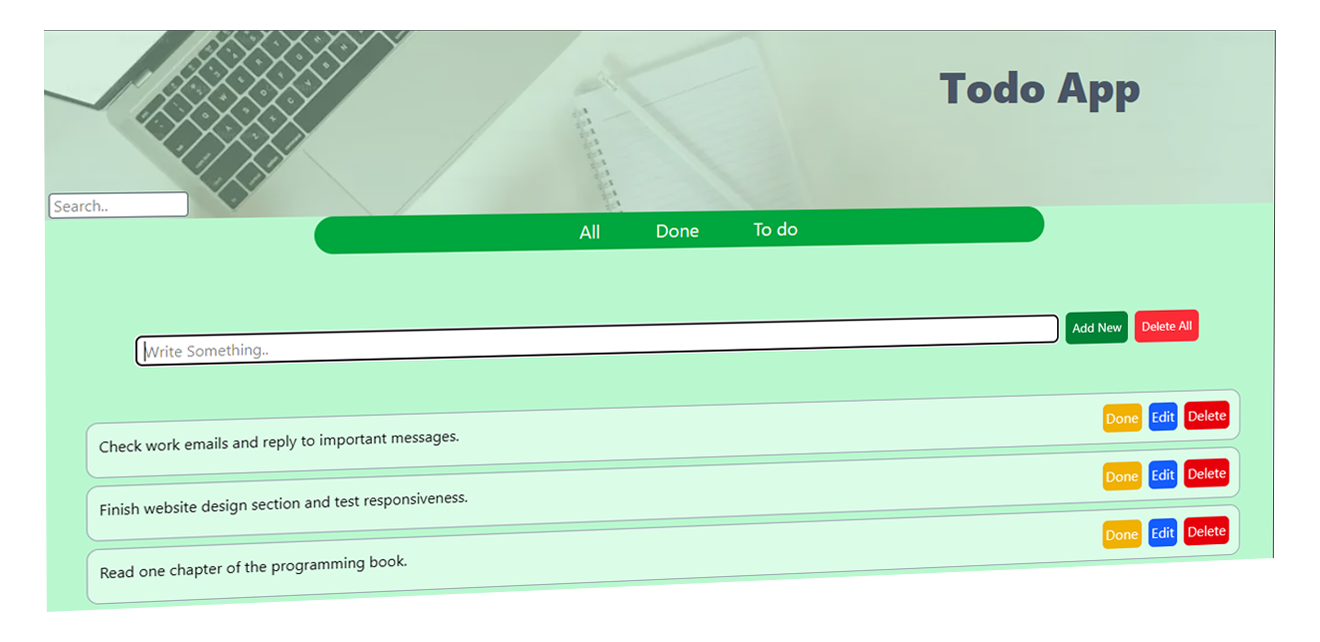 Todo App
Search..
All Done To do
Write Something..
Add New Delete All
Check work emails and reply to important messages.
Done Edit Delete
Finish website design section and test responsiveness.
Done Edit Delete
Read one chapter of the programming book.
Done Edit Delete